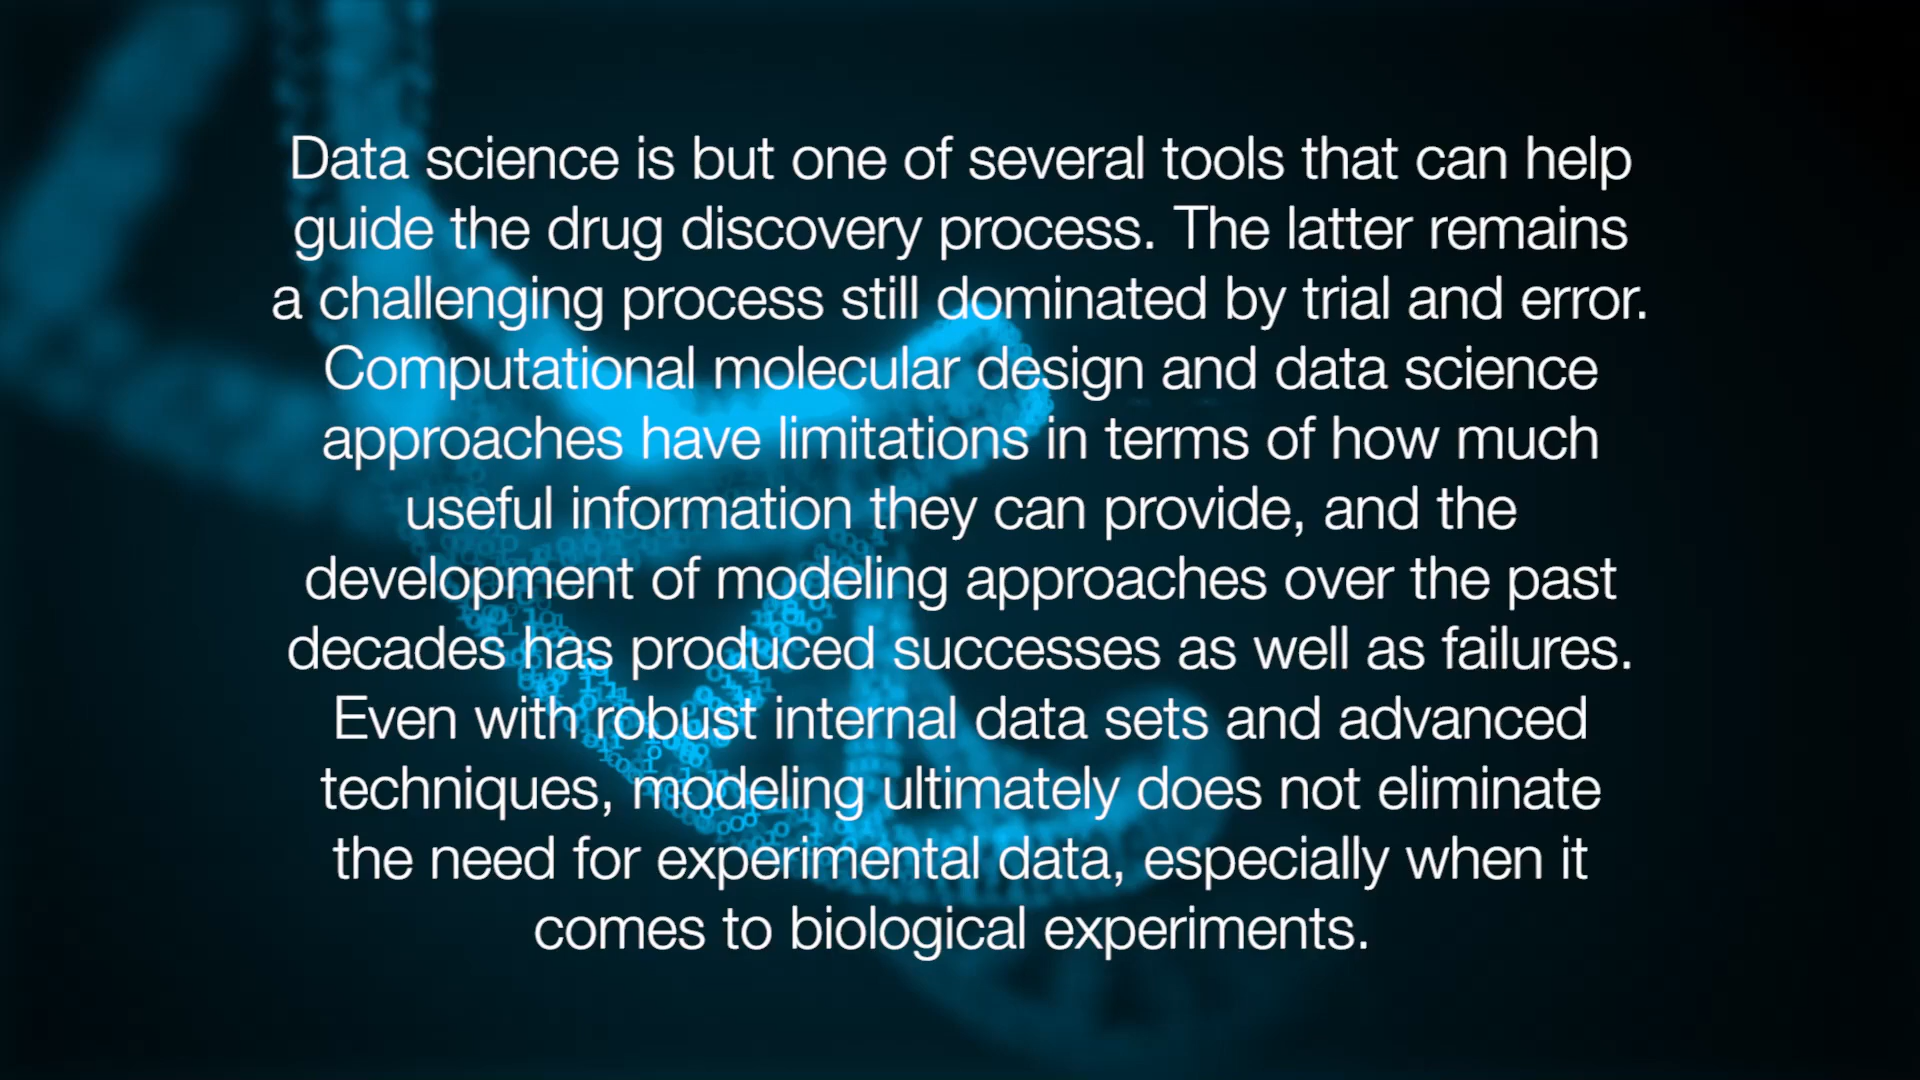 Data science is but one of several tools that can help
guide the drug discovery process. The latter remains
a challenging process still dominated by trial and error.
Computational molecular design and data science
approaches have limitations in terms of how much
useful information they can provide, and the
development of modeling approaches over the past
decades has produced successes as well as failures.
Even with robust internal data sets and advanced
techniques, modeling ultimately does not eliminate
the need for experimental data, especially when it
comes to biological experiments.